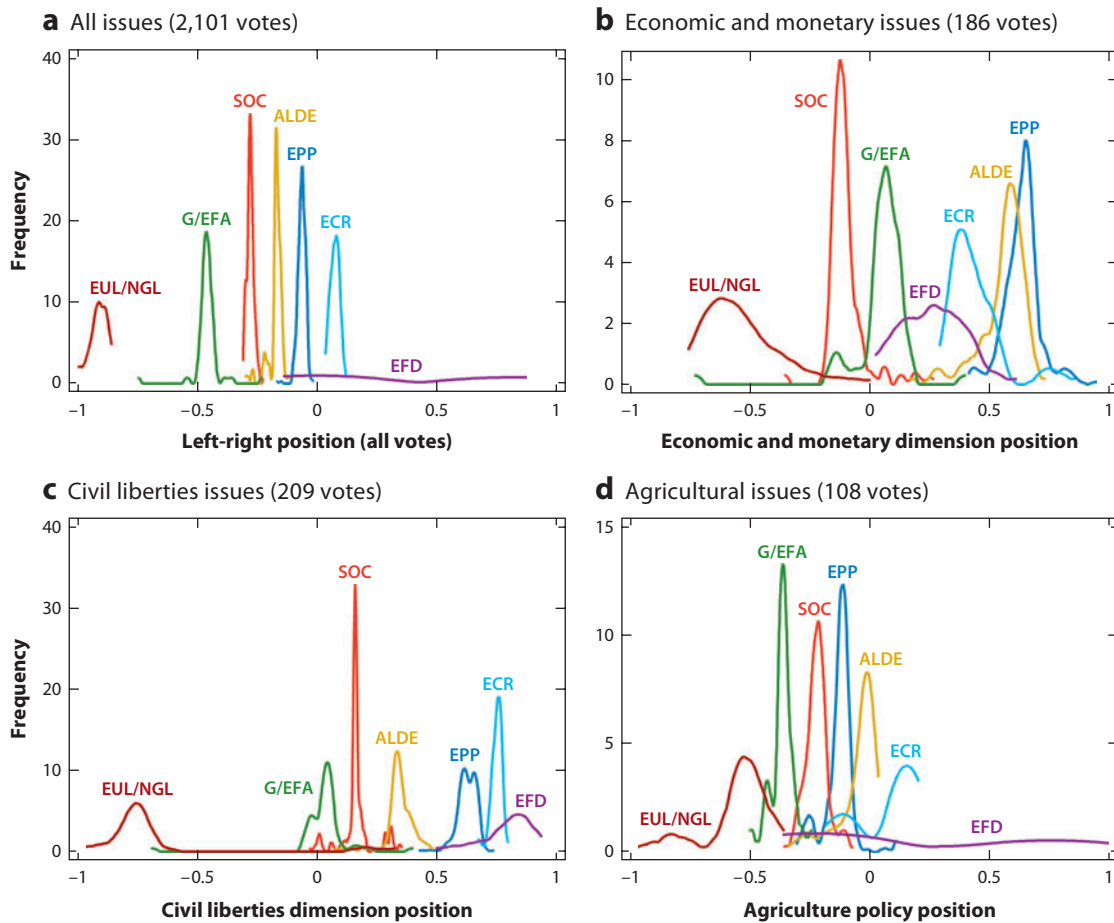 a All issues (2,101 votes)
40
30
20
10
0
Frequency
EUL/NGL
G/EFA
SOC
ALDE
EPP
ECR
EFD
−1
−0.5
0
0.5
1
Left-right position (all votes)
b Economic and monetary issues (186 votes)
10
8
6
4
2
0
EUL/NGL
SOC
G/EFA
EFD
ECR
ALDE
EPP
−1
−0.5
0
0.5
1
Economic and monetary dimension position
c Civil liberties issues (209 votes)
40
30
20
10
0
Frequency
EUL/NGL
G/EFA
SOC
ALDE
EPP
ECR
EFD
−1
−0.5
0
0.5
1
Civil liberties dimension position
d Agricultural issues (108 votes)
15
10
5
0
EUL/NGL
G/EFA
SOC
EPP
ALDE
ECR
EFD
−1
−0.5
0
0.5
1
Agriculture policy position